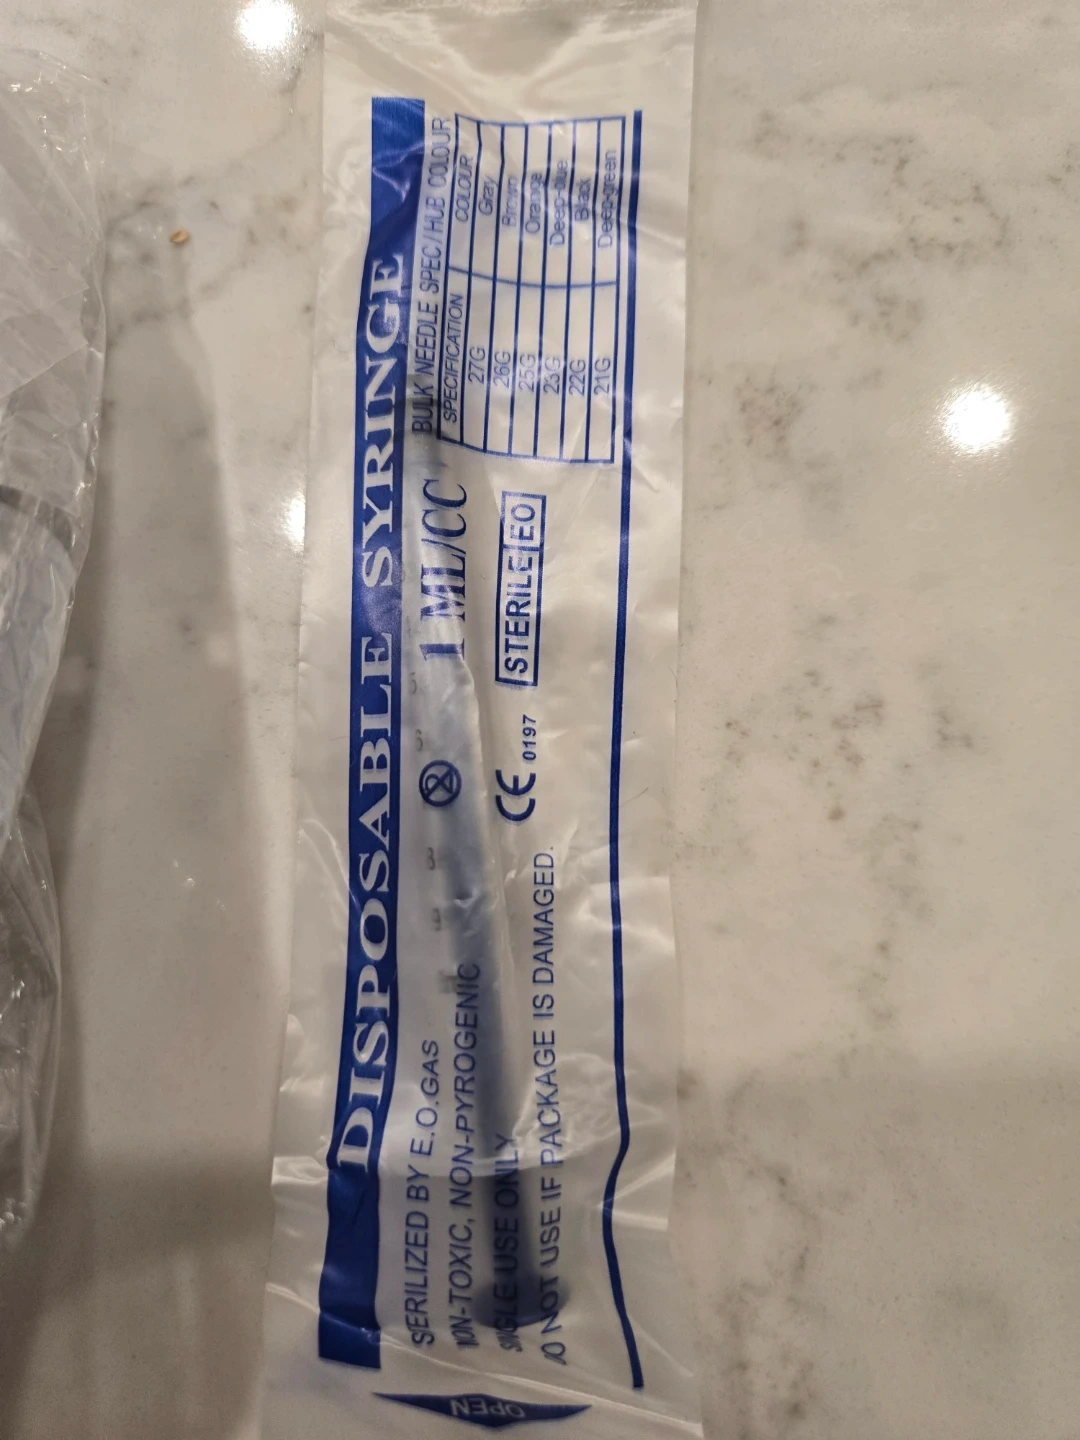 DISPOSABLE SYRINGE
SERILIZED BY E.O.GAS
NON-TOXIC, NON-PYROGENIC
SINGLE USE ONLY
DO NOT USE IF PACKAGE IS DAMAGED.
2
CE 0197
1 ML/CC
STERILE EO
BULK NEEDLE SPEC/HUB COLOUR
SPECIFICATION COLOUR
27G Gray
26G Brown
25G Orange
23G Deep-blue
22G Black
21G Deep-green
OPEN